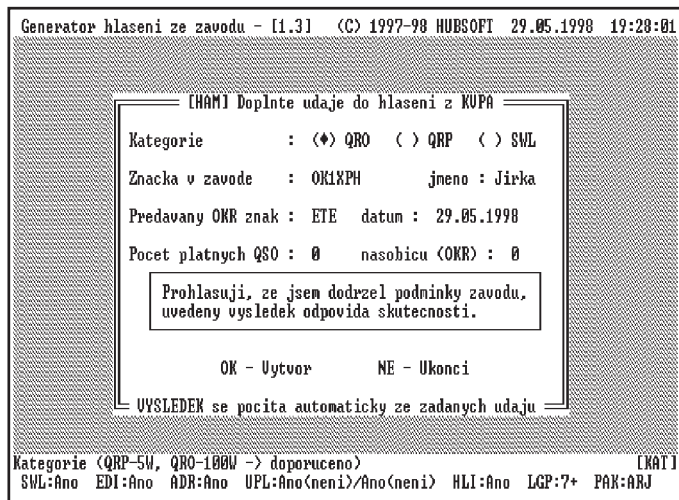 Generator hlaseni ze zavodu - [1.3] (C) 1997-98 HUBSOFT 29.05.1998 19:28:01
[HAM] Doplnte udaje do hlaseni z KVPA
Kategorie : (♦) QRO ( ) QRP ( ) SWL
Znacka v zavode : OK1XPH jmeno : Jirka
Predavany OKR znak : ETE datum : 29.05.1998
Pocet platnych QSO : 0 nasobicu (OKR) : 0
Prohlasuji, ze jsem dodrzel podminky zavodu,
uvedeny vysledek odpovida skutecnosti.
OK - Vytvor NE - Ukonci
VYSLEDEK se pocita automaticky ze zadanych udaju
Kategorie (QRP-5W, QRO-100W -> doporuceno) [KAT]
SWL:Ano EDI:Ano ADR:Ano UPL:Ano(neni)/Ano(neni) HLI:Ano LGP:7+ PAK:ARJ